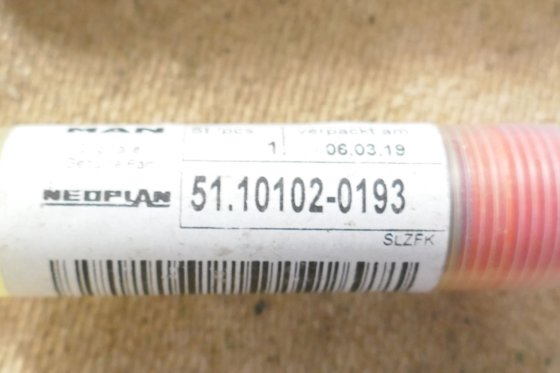 MAN
St./pcs. verpackt am
1 06.03.19
NEOPLAN
51.10102-0193
SLZFK